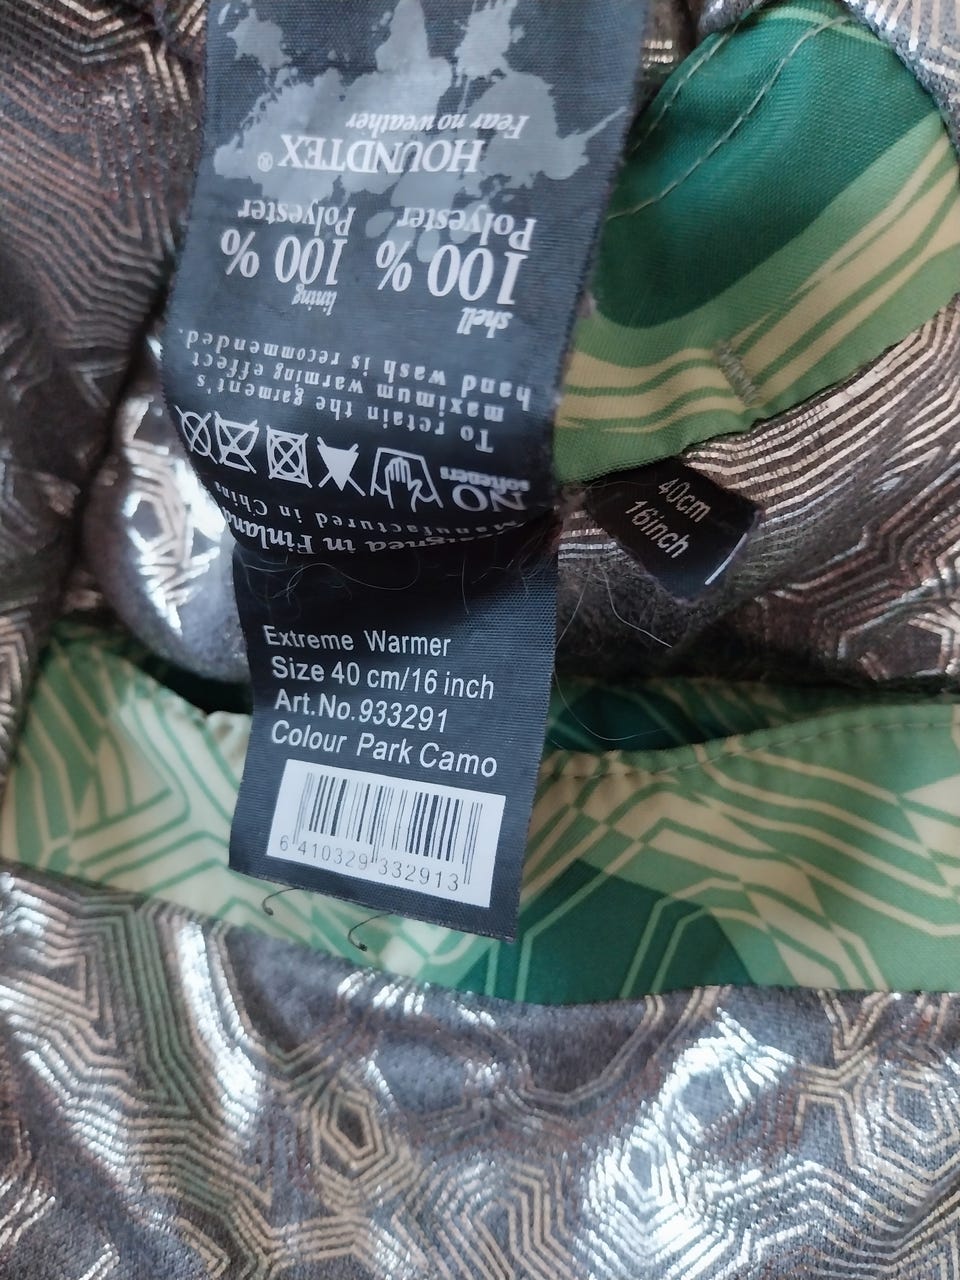 Fear no weather
HOUNDTEX ®
100 % Polyester
100 % Polyester
shell
lining
To retain the garment's
maximum warming effect
hand wash is recommended.
NO
softeners
in Finland
Manufactured in China
Extreme Warmer
Size 40 cm/16 inch
Art.No.933291
Colour Park Camo
6 410329 332913
40cm
16inch